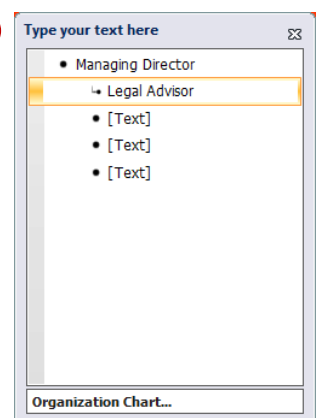 Type your text here
Managing Director
Legal Advisor
[Text]
[Text]
[Text]
Organization Chart...